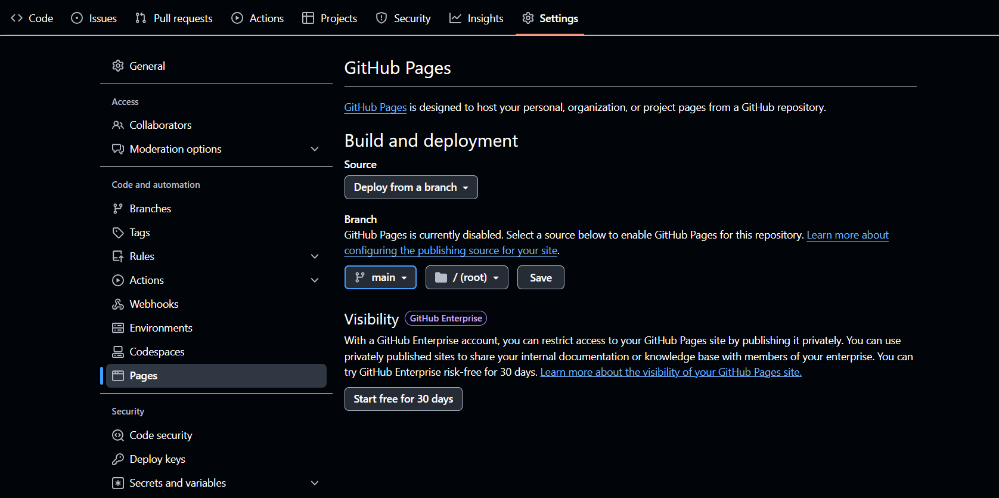 Code Issues Pull requests Actions Projects Security Insights Settings
General
Access
Collaborators
Moderation options
Code and automation
Branches
Tags
Rules
Actions
Webhooks
Environments
Codespaces
Pages
Security
Code security
Deploy keys
Secrets and variables
GitHub Pages
GitHub Pages is designed to host your personal, organization, or project pages from a GitHub repository.
Build and deployment
Source
Deploy from a branch
Branch
GitHub Pages is currently disabled. Select a source below to enable GitHub Pages for this repository. Learn more about
configuring the publishing source for your site.
main / (root) Save
Visibility GitHub Enterprise
With a GitHub Enterprise account, you can restrict access to your GitHub Pages site by publishing it privately. You can use
privately published sites to share your internal documentation or knowledge base with members of your enterprise. You can
try GitHub Enterprise risk-free for 30 days. Learn more about the visibility of your GitHub Pages site.
Start free for 30 days